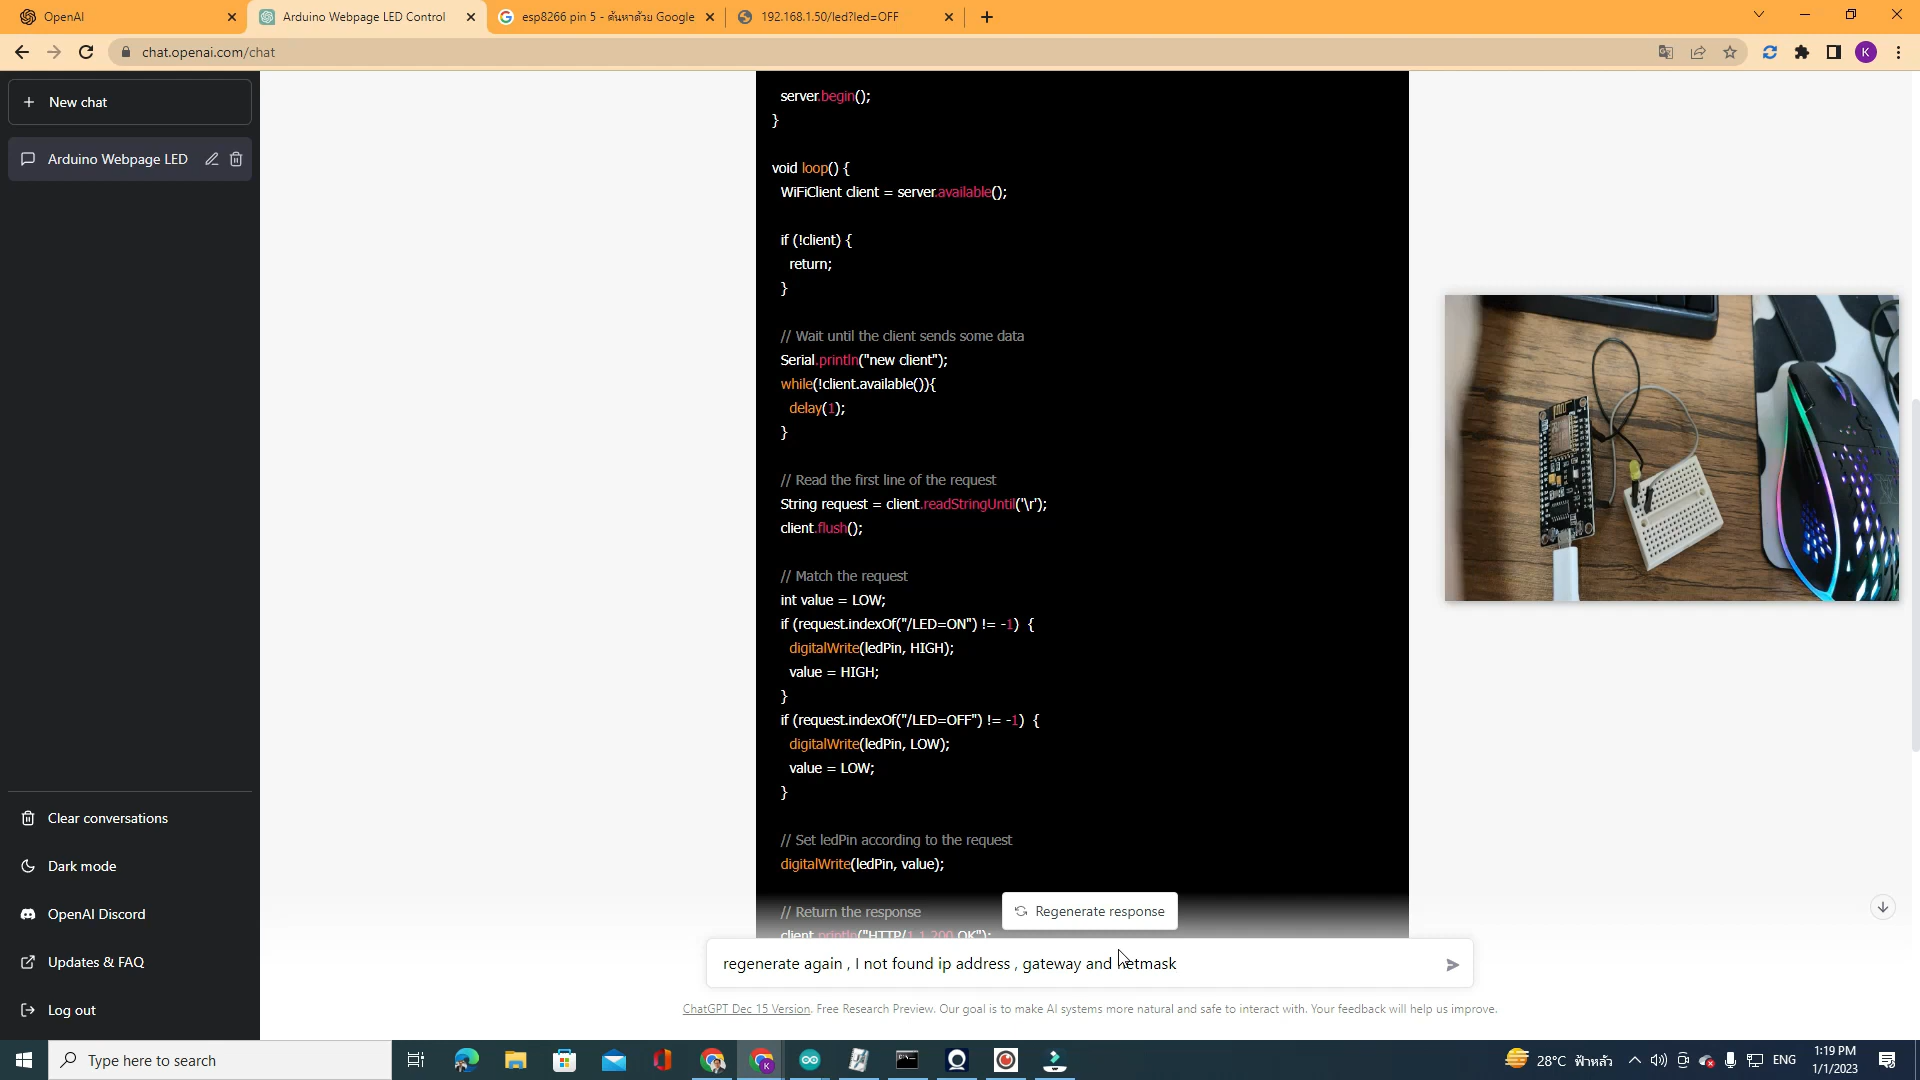 OpenAI
Arduino Webpage LED Control
esp8266 pin 5 - ค้นหาด้วย Google
192.168.1.50/led?led=OFF
chat.openai.com/chat
K
New chat
Arduino Webpage LED
server.begin();
}
void loop() {
WiFiClient client = server.available();
if (!client) {
return;
}
// Wait until the client sends some data
Serial.println("new client");
while(!client.available()){
delay(1);
}
// Read the first line of the request
String request = client.readStringUntil('\r');
client.flush();
// Match the request
int value = LOW;
if (request.indexOf("/LED=ON") != -1)  {
digitalWrite(ledPin, HIGH);
value = HIGH;
}
if (request.indexOf("/LED=OFF") != -1)  {
digitalWrite(ledPin, LOW);
value = LOW;
}
// Set ledPin according to the request
digitalWrite(ledPin, value);
// Return the response
client.println("HTTP/1.1 200 OK");
Regenerate response
regenerate again , I not found ip address , gateway and netmask
ChatGPT Dec 15 Version. Free Research Preview. Our goal is to make AI systems more natural and safe to interact with. Your feedback will help us improve.
Clear conversations
Dark mode
OpenAI Discord
Updates & FAQ
Log out
Type here to search
28°C ฟ้าหลัว
ENG
1:19 PM
1/1/2023